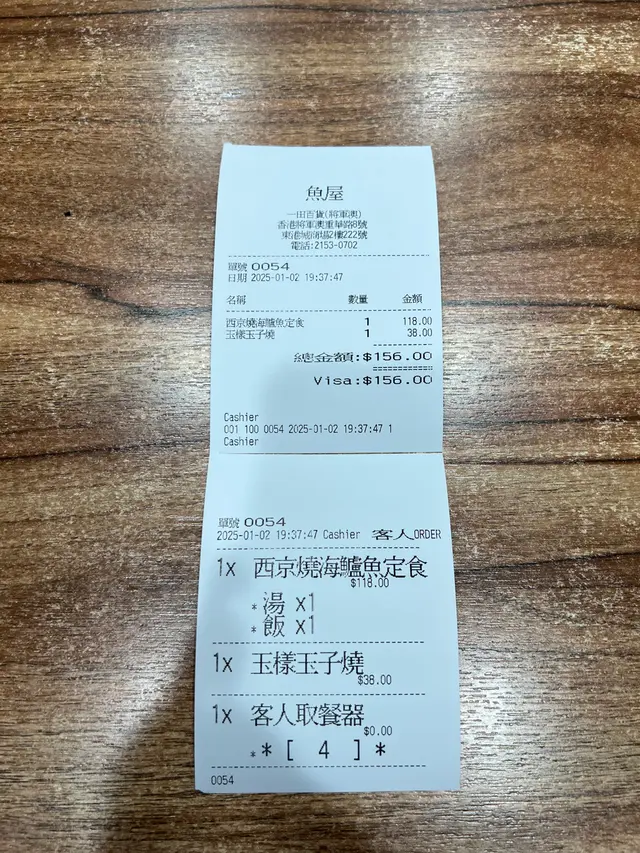 魚屋
一田百貨(將軍澳)
香港將軍澳重華路8號
東港城商場2樓222號
電話:2153-0702
單號 0054
日期 2025-01-02 19:37:47
名稱 數量 金額
西京燒海鱸魚定食 1 118.00
玉樣玉子燒 1 38.00
總金額:$156.00
Visa:$156.00
Cashier
001 100 0054 2025-01-02 19:37:47 1
Cashier
單號 0054
2025-01-02 19:37:47 Cashier 客人ORDER
1x 西京燒海鱸魚定食
$118.00
*湯 x1
*飯 x1
1x 玉樣玉子燒
$38.00
1x 客人取餐器
$0.00
**[ 4 ]*
0054